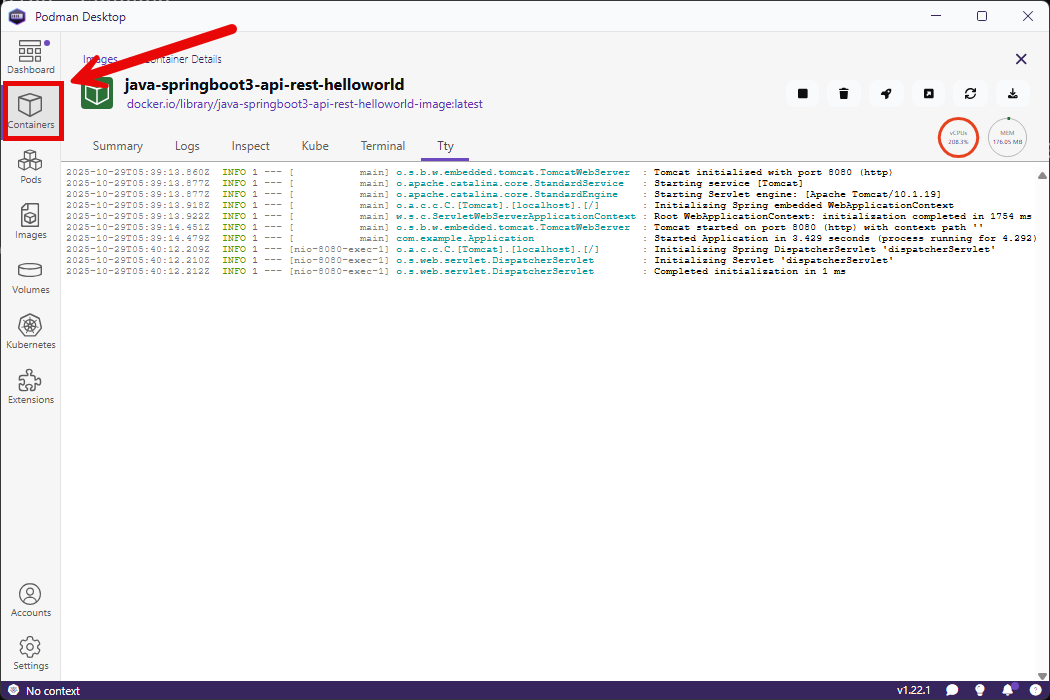 Podman Desktop
Dashboard
Containers
Pods
Images
Volumes
Kubernetes
Extensions
Accounts
Settings
Images Container Details
java-springboot3-api-rest-helloworld
docker.io/library/java-springboot3-api-rest-helloworld-image:latest
vCPUs
208.3%
MEM
176.05 MB
Summary Logs Inspect Kube Terminal Tty
2025-10-29T05:39:13.860Z INFO 1 --- [ main] o.s.b.w.embedded.tomcat.TomcatWebServer : Tomcat initialized with port 8080 (http)
2025-10-29T05:39:13.877Z INFO 1 --- [ main] o.apache.catalina.core.StandardService : Starting service [Tomcat]
2025-10-29T05:39:13.877Z INFO 1 --- [ main] o.apache.catalina.core.StandardEngine : Starting Servlet engine: [Apache Tomcat/10.1.19]
2025-10-29T05:39:13.918Z INFO 1 --- [ main] o.a.c.c.C.[Tomcat].[localhost].[/] : Initializing Spring embedded WebApplicationContext
2025-10-29T05:39:13.922Z INFO 1 --- [ main] w.s.c.ServletWebServerApplicationContext : Root WebApplicationContext: initialization completed in 1754 ms
2025-10-29T05:39:14.451Z INFO 1 --- [ main] o.s.b.w.embedded.tomcat.TomcatWebServer : Tomcat started on port 8080 (http) with context path ''
2025-10-29T05:39:14.479Z INFO 1 --- [ main] com.example.Application : Started Application in 3.429 seconds (process running for 4.292)
2025-10-29T05:40:12.209Z INFO 1 --- [nio-8080-exec-1] o.a.c.c.C.[Tomcat].[localhost].[/] : Initializing Spring DispatcherServlet 'dispatcherServlet'
2025-10-29T05:40:12.210Z INFO 1 --- [nio-8080-exec-1] o.s.web.servlet.DispatcherServlet : Initializing Servlet 'dispatcherServlet'
2025-10-29T05:40:12.212Z INFO 1 --- [nio-8080-exec-1] o.s.web.servlet.DispatcherServlet : Completed initialization in 1 ms
No context
v1.22.1